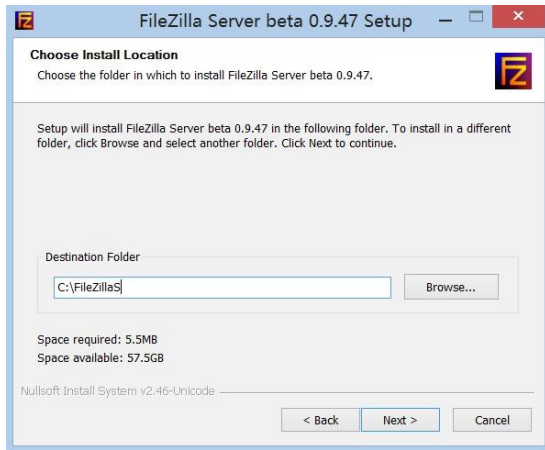 FileZilla Server beta 0.9.47 Setup
Choose Install Location
Choose the folder in which to install FileZilla Server beta 0.9.47.
Setup will install FileZilla Server beta 0.9.47 in the following folder. To install in a different
folder, click Browse and select another folder. Click Next to continue.
Destination Folder
C:\FileZillaS
Browse...
Space required: 5.5MB
Space available: 57.5GB
Nullsoft Install System v2.46-Unicode
< Back
Next >
Cancel